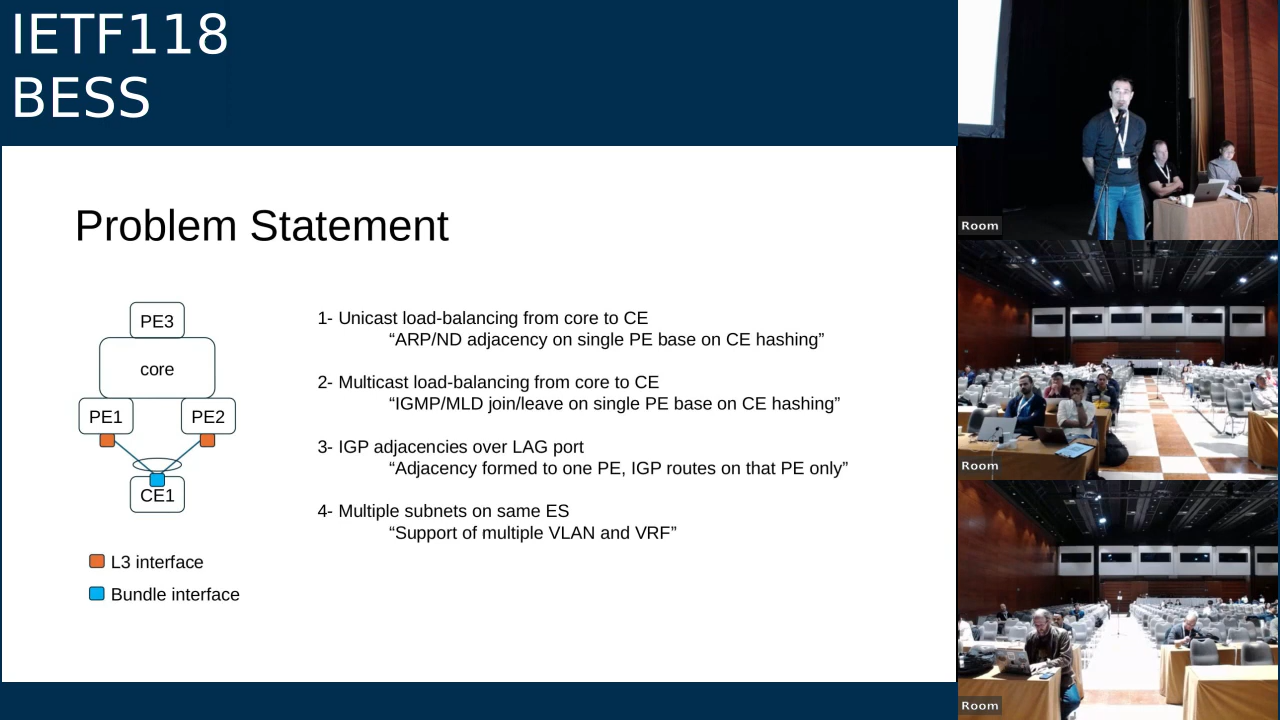 IETF118
BESS
Problem Statement
PE3
core
PE1
PE2
CE1
L3 interface
Bundle interface
1- Unicast load-balancing from core to CE
“ARP/ND adjacency on single PE base on CE hashing”
2- Multicast load-balancing from core to CE
“IGMP/MLD join/leave on single PE base on CE hashing”
3- IGP adjacencies over LAG port
“Adjacency formed to one PE, IGP routes on that PE only”
4- Multiple subnets on same ES
“Support of multiple VLAN and VRF”
Room
Room
Room